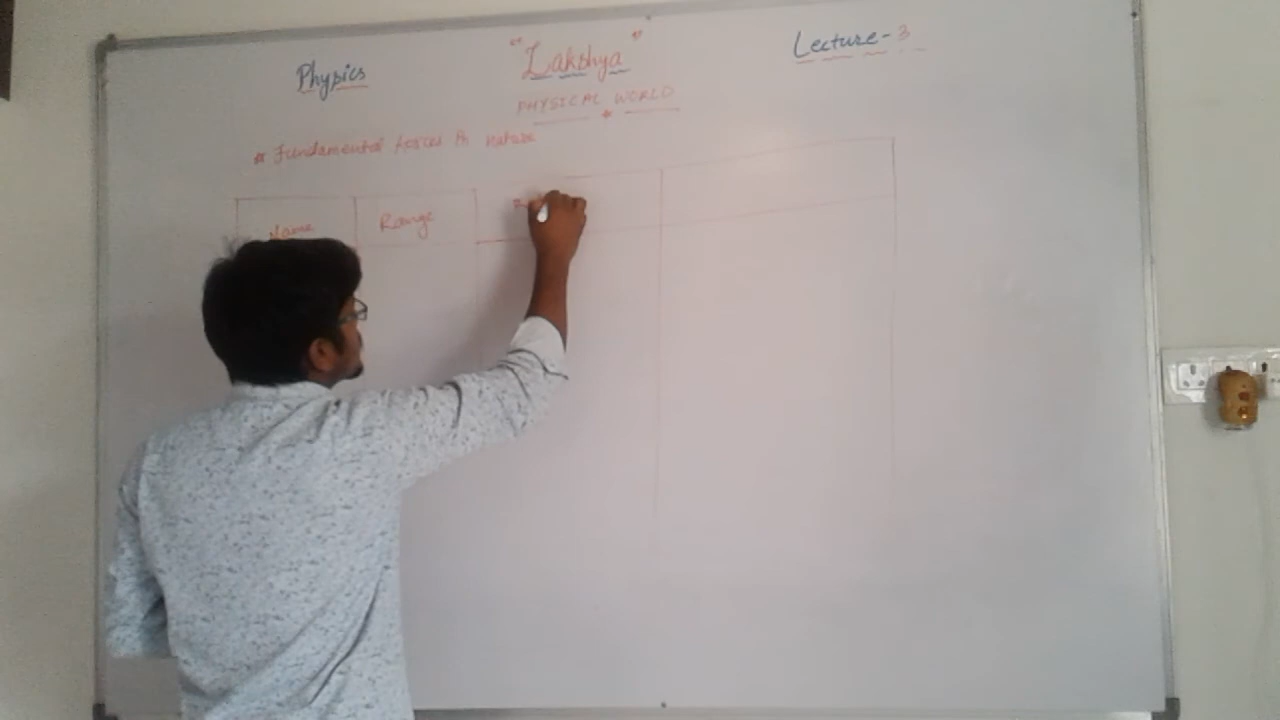 Physics "Lakshya" Lecture-3
PHYSICAL WORLD
* Fundamental forces in nature
Name Range